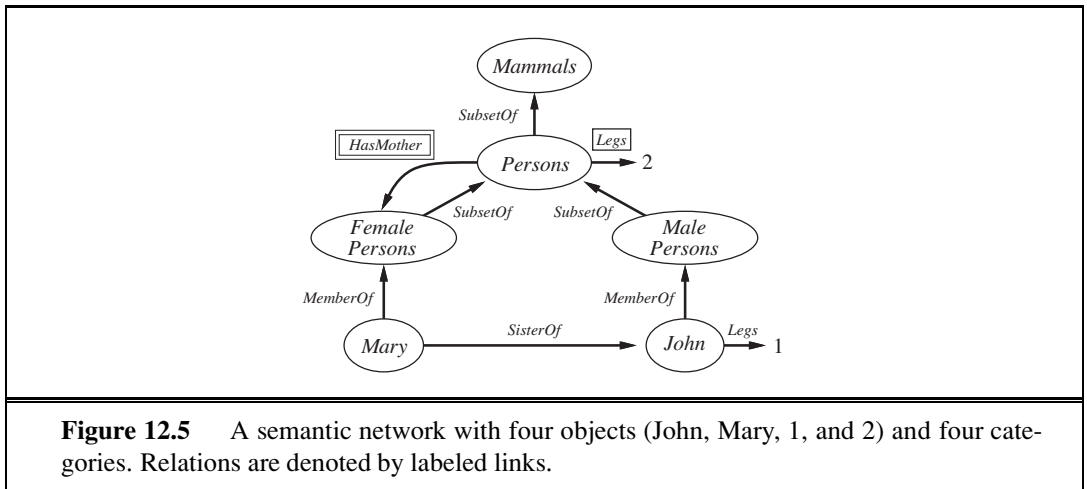 Mammals
SubsetOf
HasMother
Legs
Persons
2
SubsetOf
SubsetOf
Female
Persons
Male
Persons
MemberOf
MemberOf
Mary
SisterOf
John
Legs
1
Figure 12.5 A semantic network with four objects (John, Mary, 1, and 2) and four cate-
gories. Relations are denoted by labeled links.